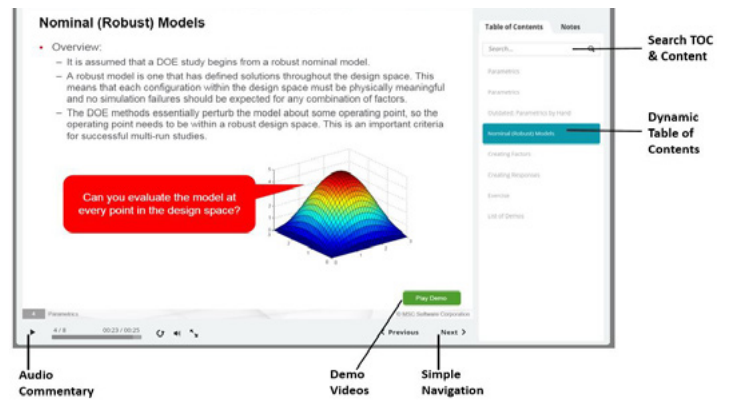 Nominal (Robust) Models
• Overview:
– It is assumed that a DOE study begins from a robust nominal model.
– A robust model is one that has defined solutions throughout the design space. This
means that each configuration within the design space must be physically meaningful
and no simulation failures should be expected for any combination of factors.
– The DOE methods essentially perturb the model about some operating point, so the
operating point needs to be within a robust design space. This is an important criteria
for successful multi-run studies.
Can you evaluate the model at
every point in the design space?
Play Demo
4 Parametrics
© MSC Software Corporation
4 / 8 00:23 / 00:25
Previous Next
Table of Contents Notes
Search...
Parametrics
Parametrics
Outdated: Parametrics by Hand
Nominal (Robust) Models
Creating Factors
Creating Responses
Exercise
List of Demos
Search TOC
& Content
Dynamic
Table of
Contents
Audio
Commentary
Demo
Videos
Simple
Navigation